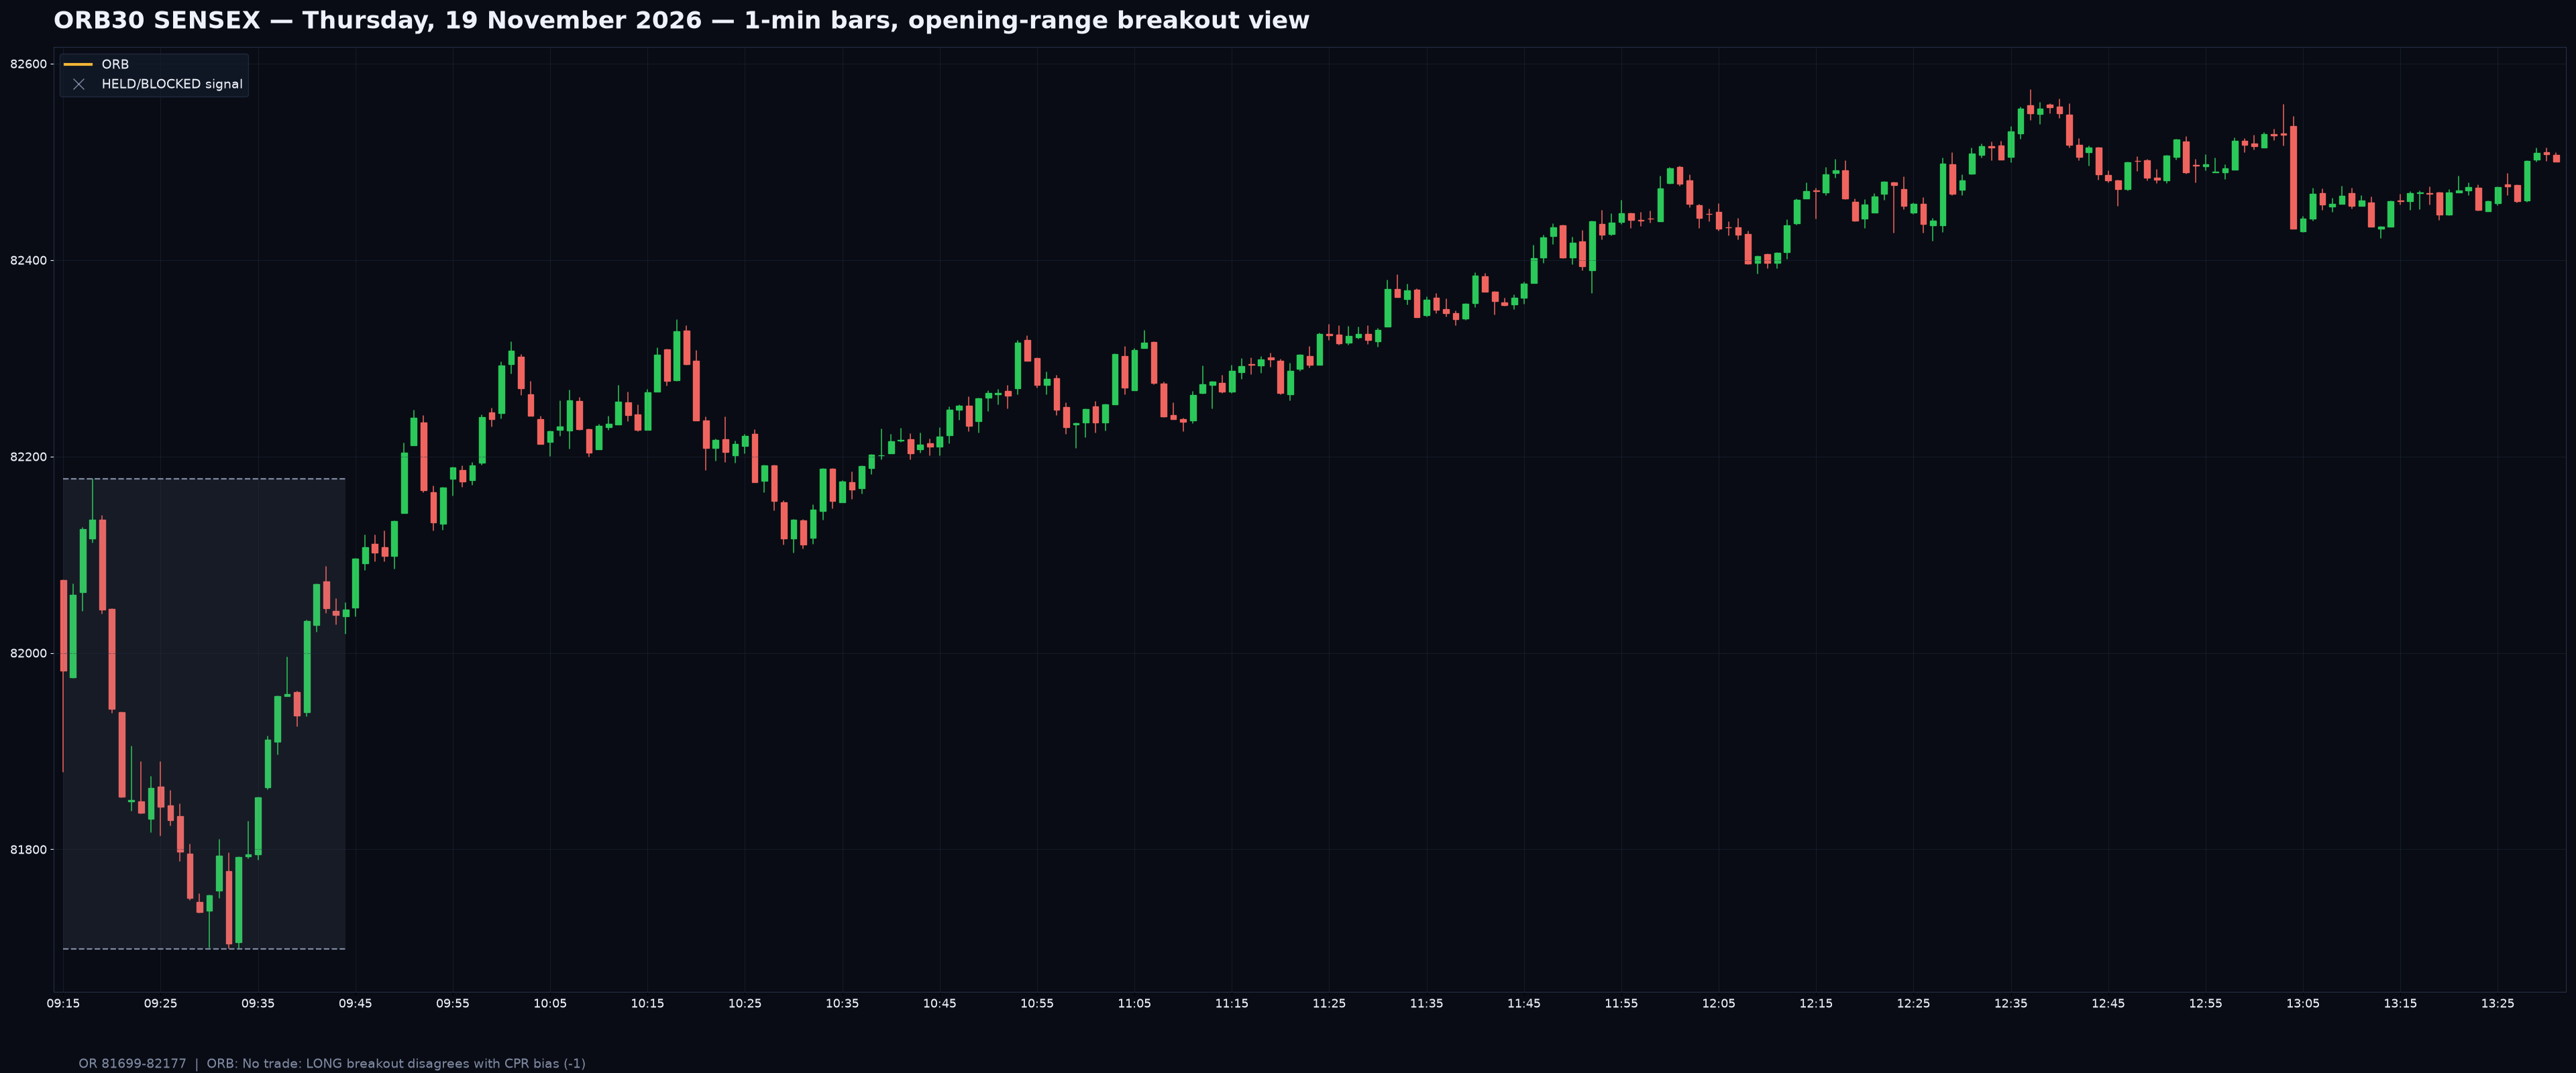 ORB30 SENSEX — Thursday, 19 November 2026 — 1-min bars, opening-range breakout view
ORB
HELD/BLOCKED signal
82600
82400
82200
82000
81800
09:15 09:25 09:35 09:45 09:55 10:05 10:15 10:25 10:35 10:45 10:55 11:05 11:15 11:25 11:35 11:45 11:55 12:05 12:15 12:25 12:35 12:45 12:55 13:05 13:15 13:25
OR 81699-82177 | ORB: No trade: LONG breakout disagrees with CPR bias (-1)